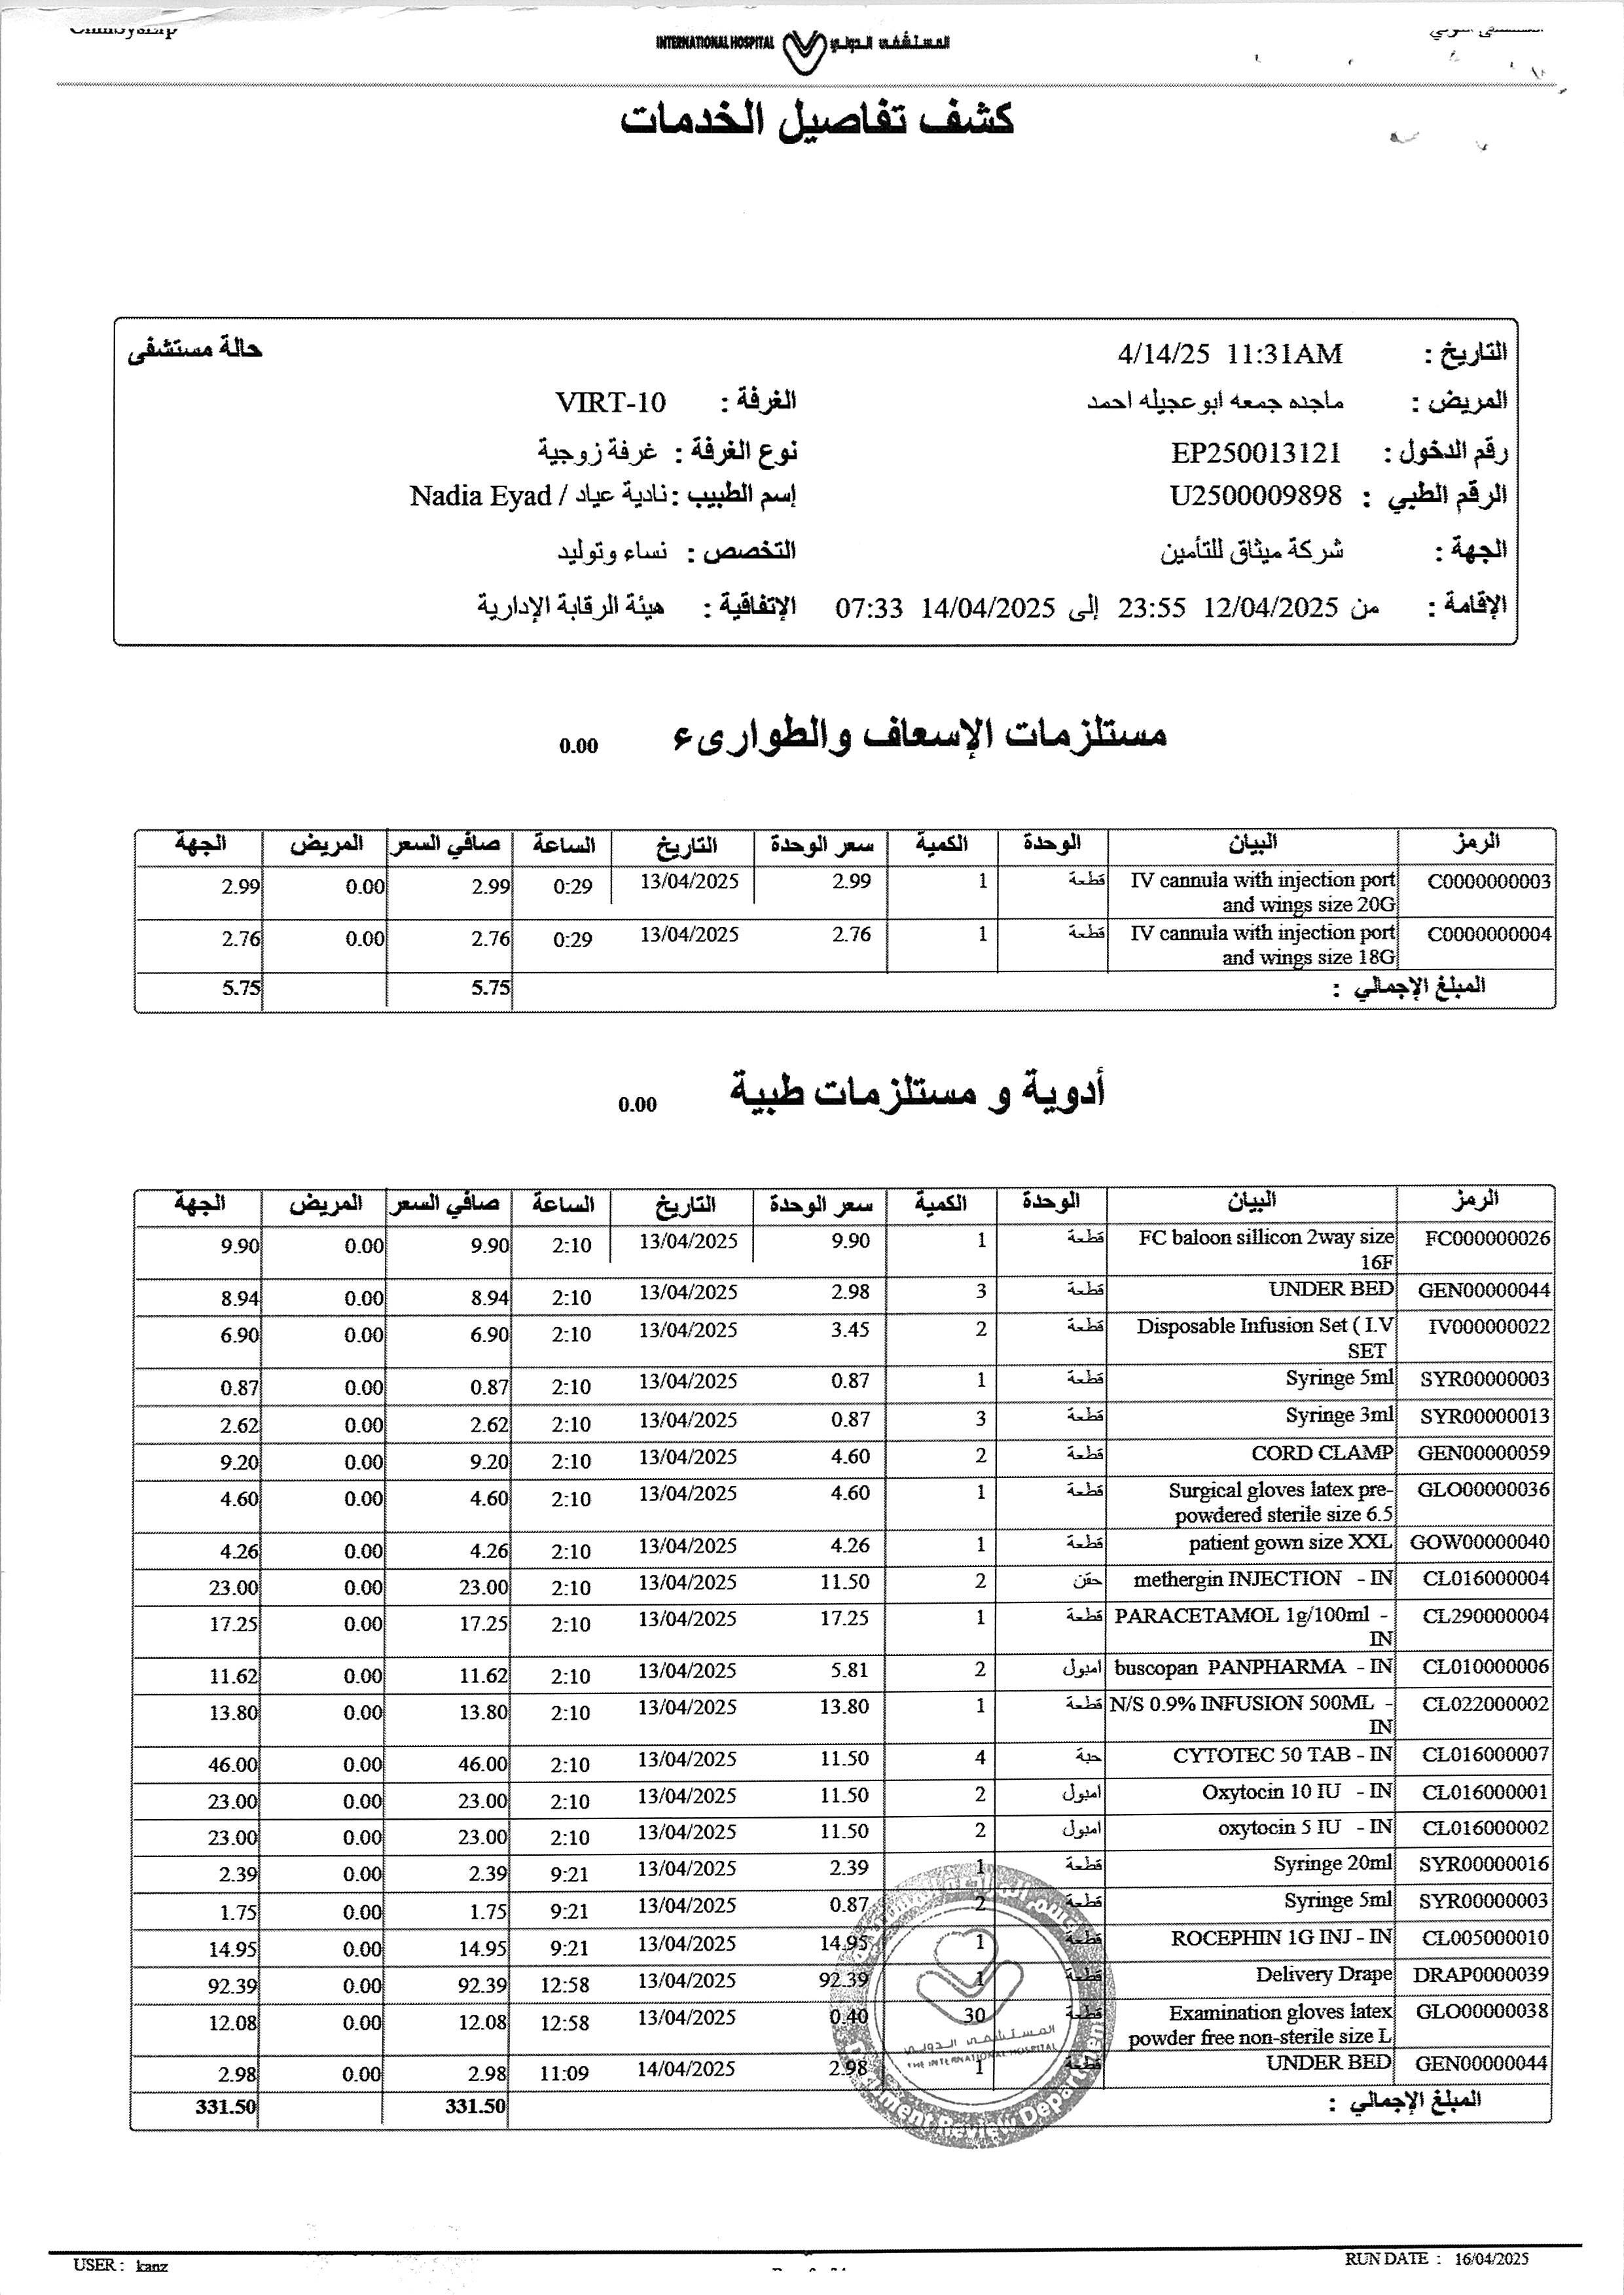 CliniSysErp
INTERNATIONAL HOSPITAL المستشفى الدولي
كشف تفاصيل الخدمات
التاريخ : 4/14/25 11:31AM حالة مستشفى
المريض : ماجده جمعه ابوعجيله احمد الغرفة : VIRT-10
رقم الدخول : EP250013121 نوع الغرفة : غرفة زوجية
الرقم الطبي : U2500009898 إسم الطبيب : نادية عياد / Nadia Eyad
الجهة : شركة ميثاق للتأمين التخصص : نساء وتوليد
الإقامة : من 12/04/2025 23:55 إلى 14/04/2025 07:33 الإتفاقية : هيئة الرقابة الإدارية
مستلزمات الإسعاف والطوارىء 0.00
الرمز البيان الوحدة الكمية سعر الوحدة التاريخ الساعة صافي السعر المريض الجهة
C0000000003 IV cannula with injection port قطعة 1 2.99 13/04/2025 0:29 2.99 0.00 2.99
and wings size 20G
C0000000004 IV cannula with injection port قطعة 1 2.76 13/04/2025 0:29 2.76 0.00 2.76
and wings size 18G
المبلغ الإجمالي : 5.75 5.75
أدوية و مستلزمات طبية 0.00
الرمز البيان الوحدة الكمية سعر الوحدة التاريخ الساعة صافي السعر المريض الجهة
FC000000026 FC baloon sillicon 2way size قطعة 1 9.90 13/04/2025 2:10 9.90 0.00 9.90
16F
GEN00000044 UNDER BED قطعة 3 2.98 13/04/2025 2:10 8.94 0.00 8.94
IV000000022 Disposable Infusion Set ( I.V قطعة 2 3.45 13/04/2025 2:10 6.90 0.00 6.90
SET
SYR00000003 Syringe 5ml قطعة 1 0.87 13/04/2025 2:10 0.87 0.00 0.87
SYR00000013 Syringe 3ml قطعة 3 0.87 13/04/2025 2:10 2.62 0.00 2.62
GEN00000059 CORD CLAMP قطعة 2 4.60 13/04/2025 2:10 9.20 0.00 9.20
GLO00000036 Surgical gloves latex pre- قطعة 1 4.60 13/04/2025 2:10 4.60 0.00 4.60
powdered sterile size 6.5
GOW00000040 patient gown size XXL قطعة 1 4.26 13/04/2025 2:10 4.26 0.00 4.26
CL016000004 methergin INJECTION - IN حقن 2 11.50 13/04/2025 2:10 23.00 0.00 23.00
CL290000004 PARACETAMOL 1g/100ml - قطعة 1 17.25 13/04/2025 2:10 17.25 0.00 17.25
IN
CL010000006 buscopan PANPHARMA - IN امبول 2 5.81 13/04/2025 2:10 11.62 0.00 11.62
CL022000002 N/S 0.9% INFUSION 500ML - قطعة 1 13.80 13/04/2025 2:10 13.80 0.00 13.80
IN
CL016000007 CYTOTEC 50 TAB - IN حبة 4 11.50 13/04/2025 2:10 46.00 0.00 46.00
CL016000001 Oxytocin 10 IU - IN امبول 2 11.50 13/04/2025 2:10 23.00 0.00 23.00
CL016000002 oxytocin 5 IU - IN امبول 2 11.50 13/04/2025 2:10 23.00 0.00 23.00
SYR00000016 Syringe 20ml قطعة 1 2.39 13/04/2025 9:21 2.39 0.00 2.39
SYR00000003 Syringe 5ml قطعة 2 0.87 13/04/2025 9:21 1.75 0.00 1.75
CL005000010 ROCEPHIN 1G INJ - IN قطعة 1 14.95 13/04/2025 9:21 14.95 0.00 14.95
DRAP0000039 Delivery Drape قطعة 1 92.39 13/04/2025 12:58 92.39 0.00 92.39
GLO00000038 Examination gloves latex قطعة 30 0.40 13/04/2025 12:58 12.08 0.00 12.08
powder free non-sterile size L
GEN00000044 UNDER BED قطعة 1 2.98 14/04/2025 11:09 2.98 0.00 2.98
المبلغ الإجمالي : 331.50 331.50
المستشفى الدولي
THE INTERNATIONAL HOSPITAL
Review
USER : kanz RUN DATE : 16/04/2025